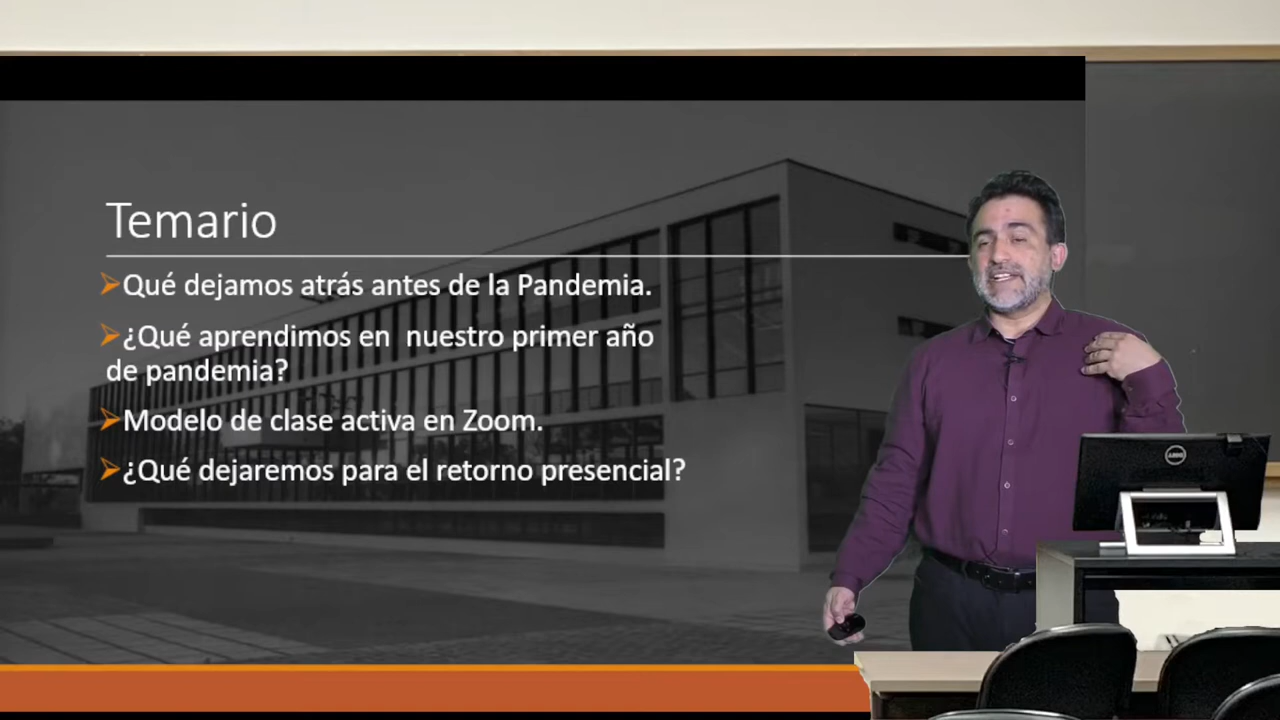 Temario
➤Qué dejamos atrás antes de la Pandemia.
➤¿Qué aprendimos en nuestro primer año
de pandemia?
➤Modelo de clase activa en Zoom.
➤¿Qué dejaremos para el retorno presencial?
DELL